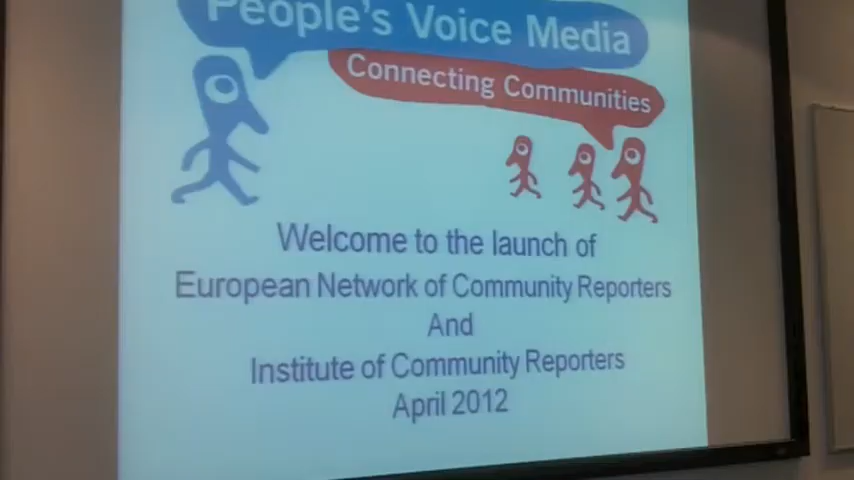 People's Voice Media
Connecting Communities
Welcome to the launch of
European Network of Community Reporters
And
Institute of Community Reporters
April 2012